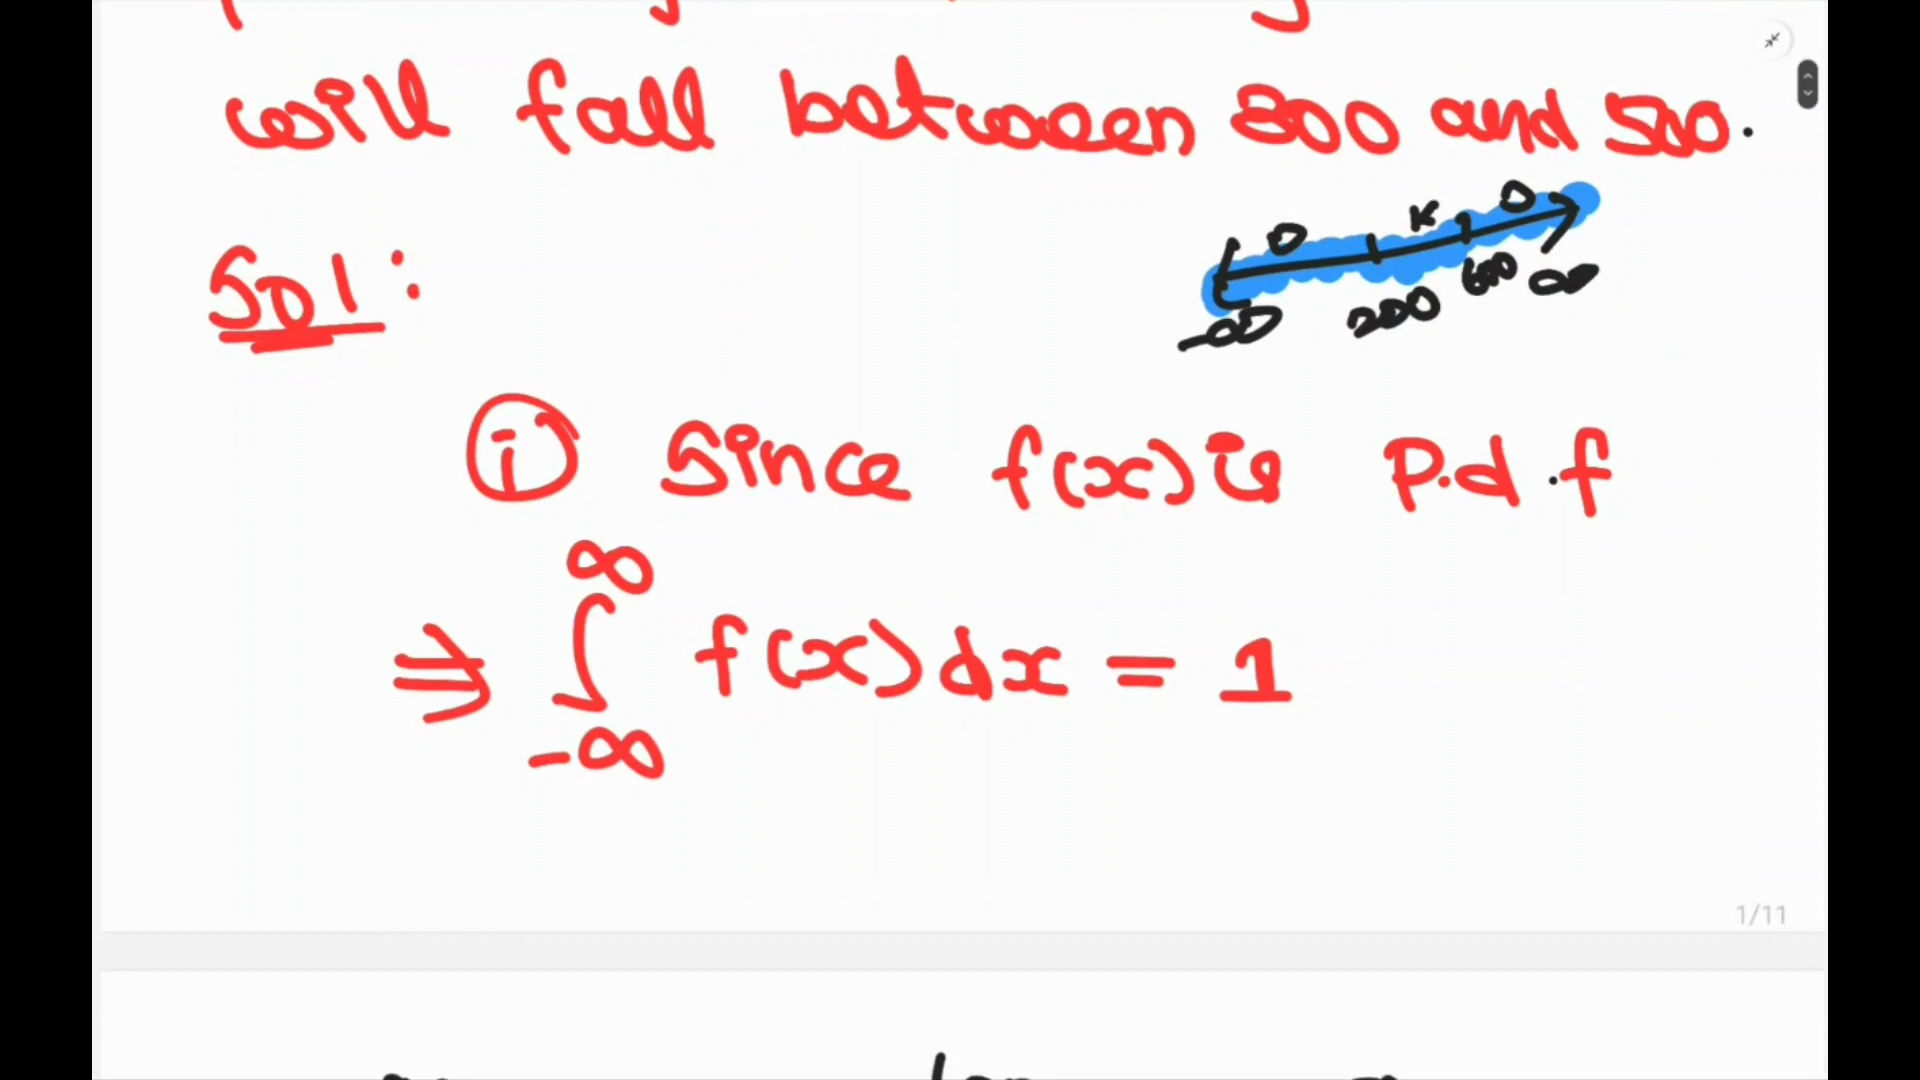 will fall between 300 and 500.
0 K 0
-∞ 200 600 ∞
Sol:
(i) Since f(x) is P.d.f
⇒ ∫_{-∞}^{∞} f(x) dx = 1
1/11